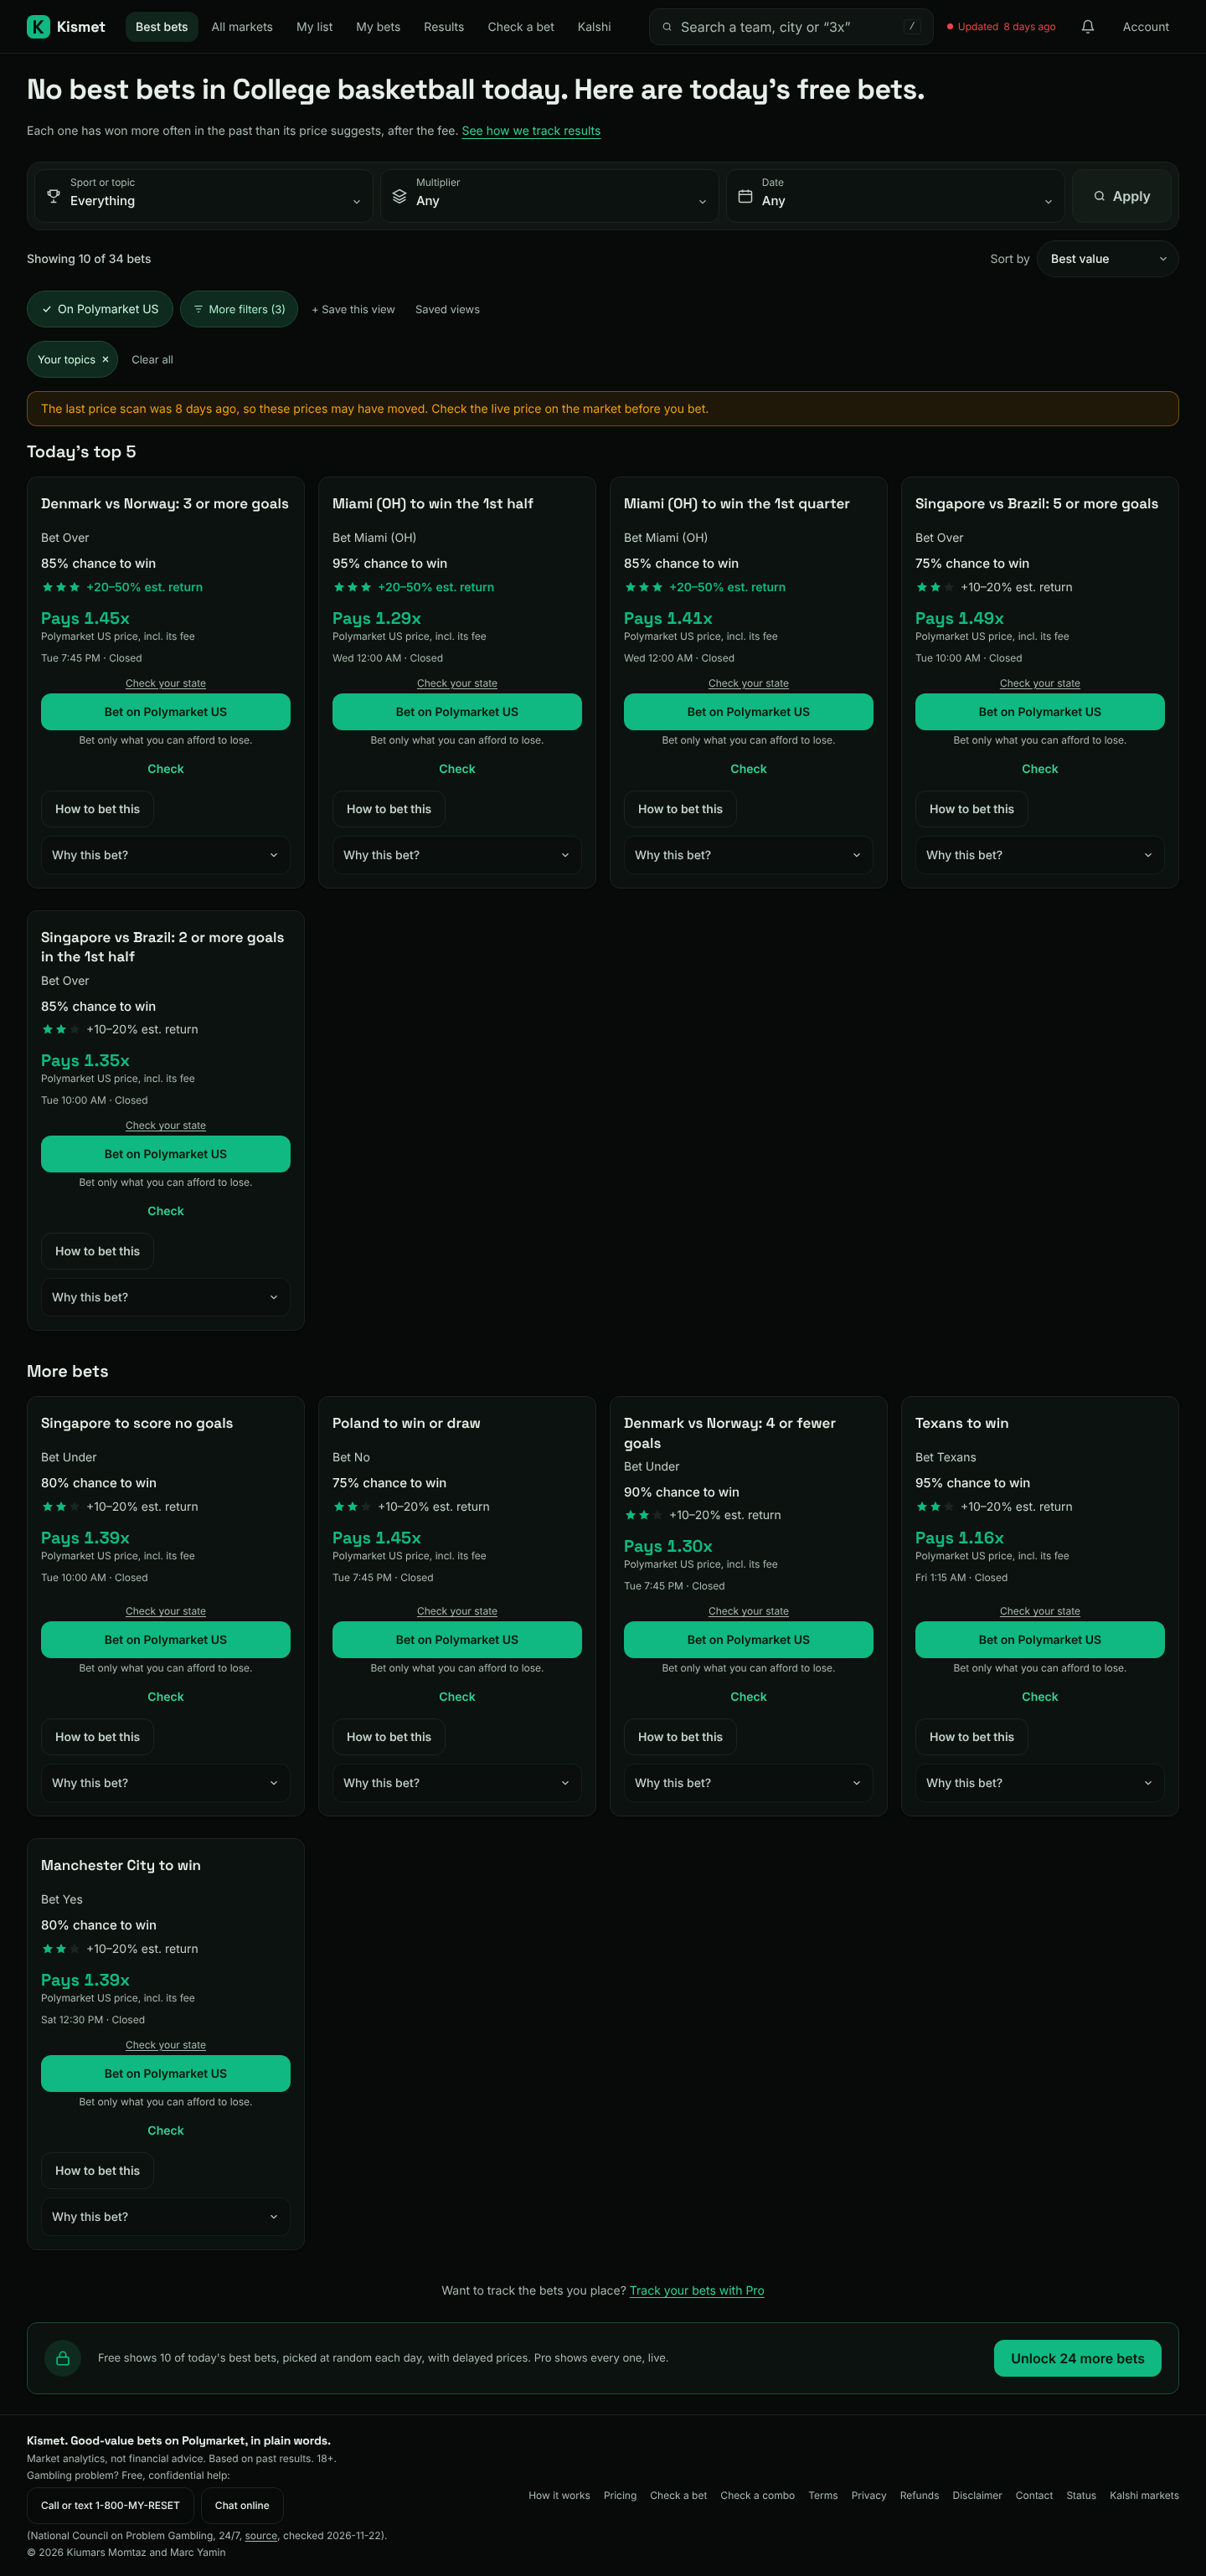 Kismet
Best bets
All markets
My list
My bets
Results
Check a bet
Kalshi
Search a team, city or “3x”
/
Updated 8 days ago
Account
No best bets in College basketball today. Here are today’s free bets.
Each one has won more often in the past than its price suggests, after the fee. See how we track results
Sport or topic
Everything
Multiplier
Any
Date
Any
Apply
Showing 10 of 34 bets
Sort by
Best value
On Polymarket US
More filters (3)
+ Save this view
Saved views
Your topics ×
Clear all
The last price scan was 8 days ago, so these prices may have moved. Check the live price on the market before you bet.
Today’s top 5
Denmark vs Norway: 3 or more goals
Bet Over
85% chance to win
+20–50% est. return
Pays 1.45x
Polymarket US price, incl. its fee
Tue 7:45 PM · Closed
Check your state
Bet on Polymarket US
Bet only what you can afford to lose.
Check
How to bet this
Why this bet?
Miami (OH) to win the 1st half
Bet Miami (OH)
95% chance to win
+20–50% est. return
Pays 1.29x
Polymarket US price, incl. its fee
Wed 12:00 AM · Closed
Check your state
Bet on Polymarket US
Bet only what you can afford to lose.
Check
How to bet this
Why this bet?
Miami (OH) to win the 1st quarter
Bet Miami (OH)
85% chance to win
+20–50% est. return
Pays 1.41x
Polymarket US price, incl. its fee
Wed 12:00 AM · Closed
Check your state
Bet on Polymarket US
Bet only what you can afford to lose.
Check
How to bet this
Why this bet?
Singapore vs Brazil: 5 or more goals
Bet Over
75% chance to win
+10–20% est. return
Pays 1.49x
Polymarket US price, incl. its fee
Tue 10:00 AM · Closed
Check your state
Bet on Polymarket US
Bet only what you can afford to lose.
Check
How to bet this
Why this bet?
Singapore vs Brazil: 2 or more goals
in the 1st half
Bet Over
85% chance to win
+10–20% est. return
Pays 1.35x
Polymarket US price, incl. its fee
Tue 10:00 AM · Closed
Check your state
Bet on Polymarket US
Bet only what you can afford to lose.
Check
How to bet this
Why this bet?
More bets
Singapore to score no goals
Bet Under
80% chance to win
+10–20% est. return
Pays 1.39x
Polymarket US price, incl. its fee
Tue 10:00 AM · Closed
Check your state
Bet on Polymarket US
Bet only what you can afford to lose.
Check
How to bet this
Why this bet?
Poland to win or draw
Bet No
75% chance to win
+10–20% est. return
Pays 1.45x
Polymarket US price, incl. its fee
Tue 7:45 PM · Closed
Check your state
Bet on Polymarket US
Bet only what you can afford to lose.
Check
How to bet this
Why this bet?
Denmark vs Norway: 4 or fewer
goals
Bet Under
90% chance to win
+10–20% est. return
Pays 1.30x
Polymarket US price, incl. its fee
Tue 7:45 PM · Closed
Check your state
Bet on Polymarket US
Bet only what you can afford to lose.
Check
How to bet this
Why this bet?
Texans to win
Bet Texans
95% chance to win
+10–20% est. return
Pays 1.16x
Polymarket US price, incl. its fee
Fri 1:15 AM · Closed
Check your state
Bet on Polymarket US
Bet only what you can afford to lose.
Check
How to bet this
Why this bet?
Manchester City to win
Bet Yes
80% chance to win
+10–20% est. return
Pays 1.39x
Polymarket US price, incl. its fee
Sat 12:30 PM · Closed
Check your state
Bet on Polymarket US
Bet only what you can afford to lose.
Check
How to bet this
Why this bet?
Want to track the bets you place? Track your bets with Pro
Free shows 10 of today's best bets, picked at random each day, with delayed prices. Pro shows every one, live.
Unlock 24 more bets
Kismet. Good-value bets on Polymarket, in plain words.
Market analytics, not financial advice. Based on past results. 18+.
Gambling problem? Free, confidential help:
Call or text 1-800-MY-RESET
Chat online
(National Council on Problem Gambling, 24/7, source, checked 2026-11-22).
© 2026 Kiumars Momtaz and Marc Yamin
How it works
Pricing
Check a bet
Check a combo
Terms
Privacy
Refunds
Disclaimer
Contact
Status
Kalshi markets